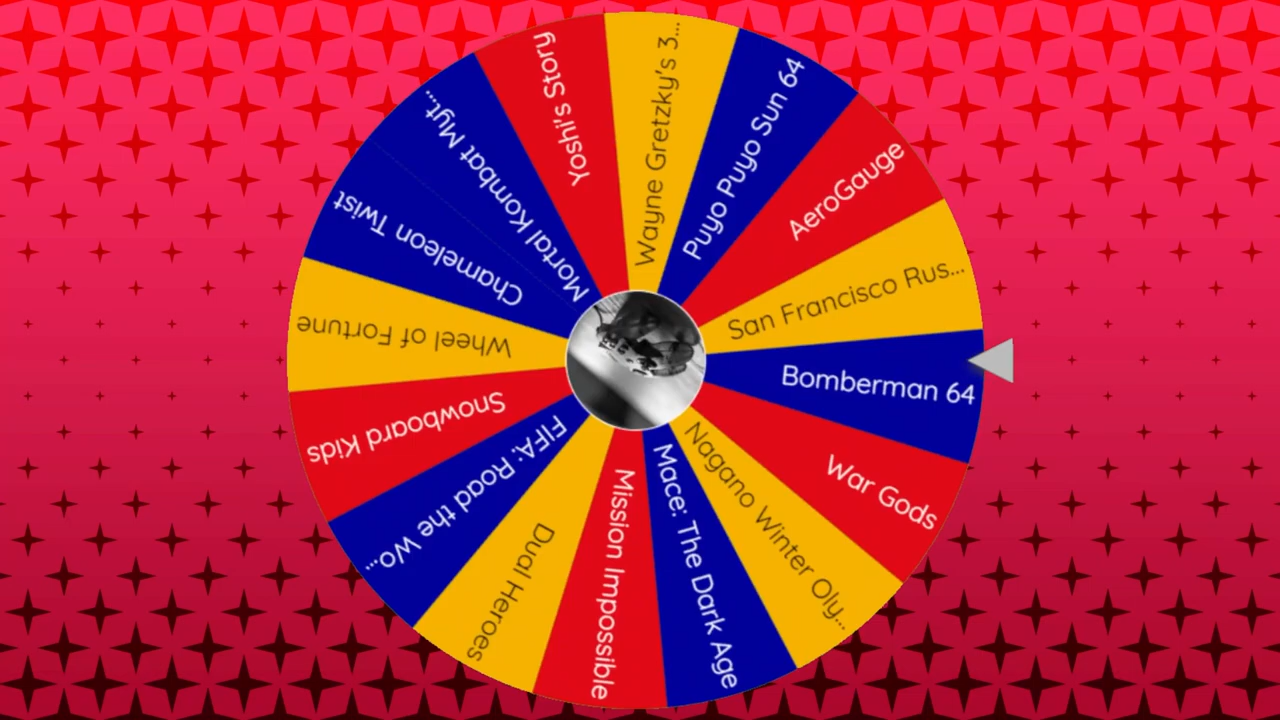 Wayne Gretzky's 3...
Puyo Puyo Sun 64
AeroGauge
San Francisco Rus...
Bomberman 64
War Gods
Nagano Winter Oly...
Mace: The Dark Age
Mission Impossible
Dual Heroes
FIFA: Road the Wo...
Snowboard Kids
Wheel of Fortune
Chameleon Twist
Mortal Kombat Myt...
Yoshi's Story